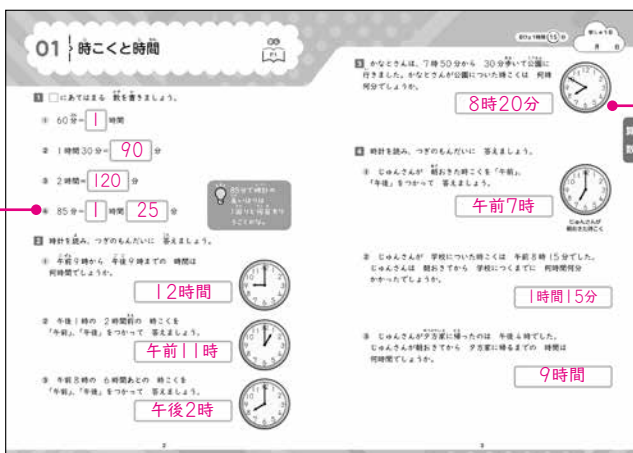 01 時こくと時間
P1
1 □にあてはまる 数を書きましょう。
① 60分=1時間
② 1時間30分=90分
③ 2時間=120分
④ 85分=1時間25分
85分で時計の
2 時計を読み、つぎのもんだいに 答えましょう。
① 午前9時から 午後9時までの 時間は
何時間でしょうか。
12時間
② 午後1時の 2時間前の 時こくを
「午前」、「午後」をつかって 答えましょう。
午前11時
③ 午前8時の 6時間あとの 時こくを
「午前」、「午後」をつかって 答えましょう。
午後2時
2
月 日
3 かなとさんは、7時50分から 30分歩いて公園に
行きました。かなとさんが公園についた時こくは 何時
何分でしょうか。
8時20分
算数
4 時計を読み、つぎのもんだいに 答えましょう。
① じゅんさんが 朝おきた時こくを「午前」、
「午後」をつかって 答えましょう。
午前7時
じゅんさんが
朝おきた時こく
② じゅんさんが 学校についた時こくは 午前8時15分でした。
じゅんさんは 朝おきてから 学校につくまでに 何時間何分
かかったでしょうか。
1時間15分
③ じゅんさんが夕方家に帰ったのは 午後4時でした。
じゅんさんが朝おきてから 夕方家に帰るまでの 時間は
何時間でしょうか。
9時間
3